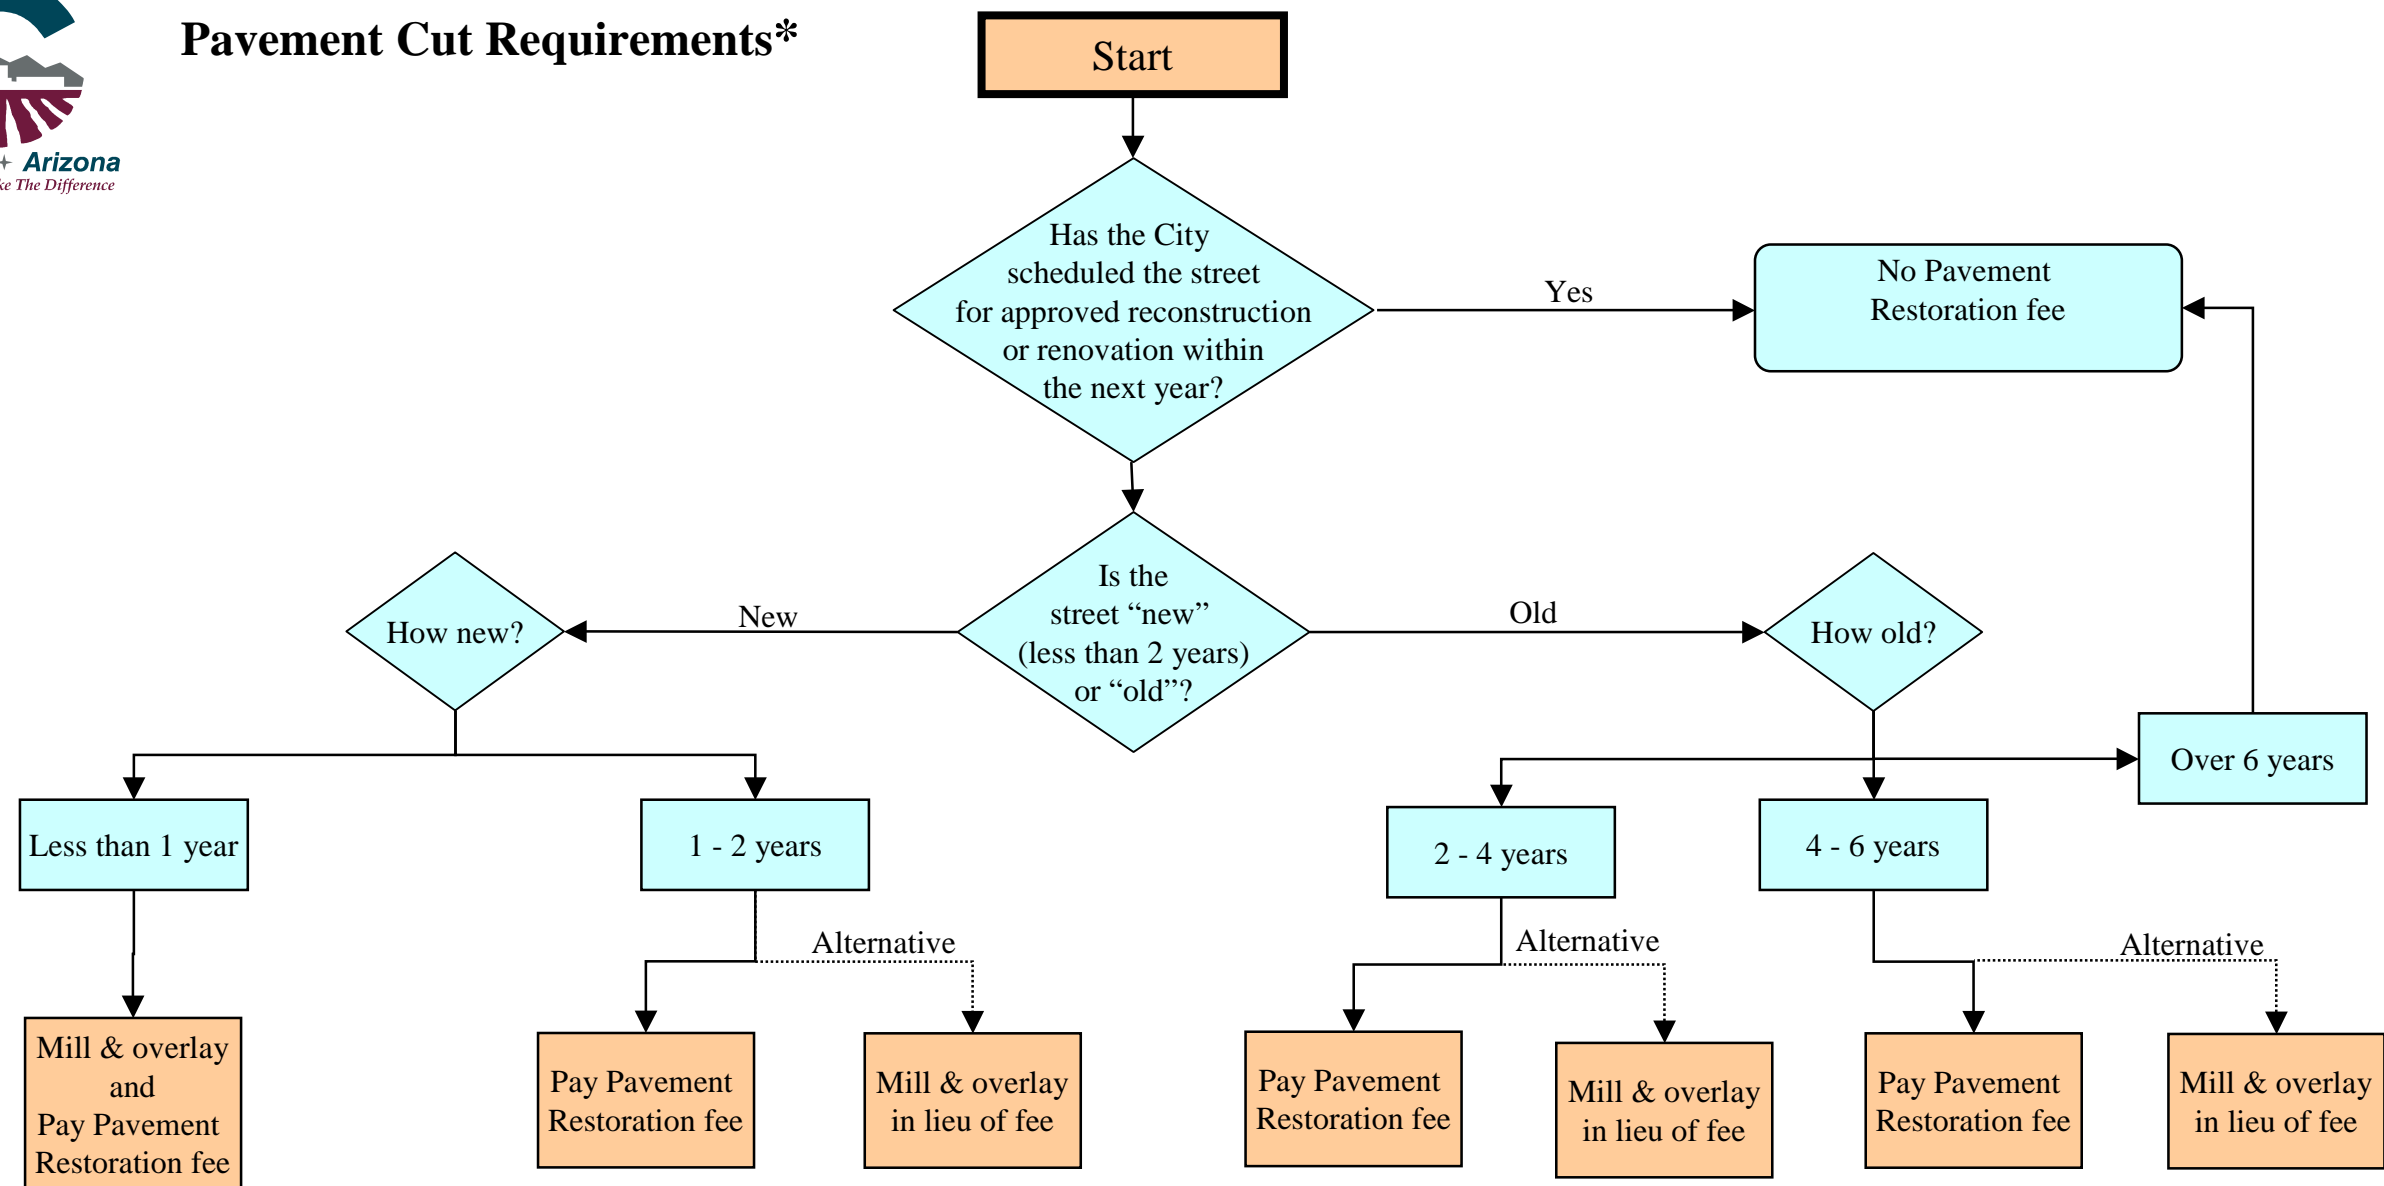 Pavement Cut Requirements*
Arizona
The Difference
Start
Has the City
scheduled the street
for approved reconstruction
or renovation within
the next year?
Yes
No Pavement
Restoration fee
Is the
street “new”
(less than 2 years)
or “old”?
New
How new?
Old
How old?
Over 6 years
Less than 1 year
1 - 2 years
2 - 4 years
4 - 6 years
Alternative
Alternative
Alternative
Mill & overlay
and
Pay Pavement
Restoration fee
Pay Pavement
Restoration fee
Mill & overlay
in lieu of fee
Pay Pavement
Restoration fee
Mill & overlay
in lieu of fee
Pay Pavement
Restoration fee
Mill & overlay
in lieu of fee